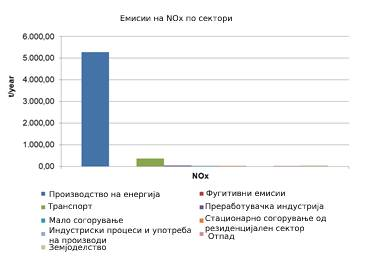 Емисии на NOx по сектори
6.000,00
5.000,00
4.000,00
3.000,00
2.000,00
1.000,00
0,00
t/year
NOx
Производство на енергија
Фугитивни емисии
Транспорт
Преработувачка индустрија
Мало согорување
Стационарно согорување од
резиденцијален сектор
Индустриски процеси и употреба
на производи
Отпад
Земјоделство